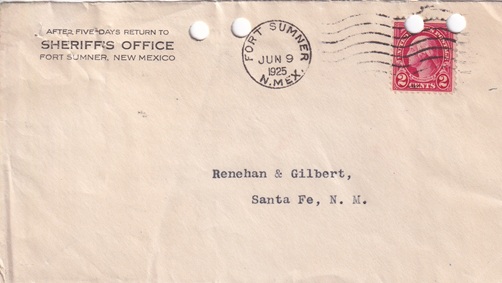 AFTER FIVE DAYS RETURN TO
SHERIFF'S OFFICE
FORT SUMNER, NEW MEXICO
FORT SUMNER
JUN 9
1925
N.MEX.
2 CENTS 2
Renehan & Gilbert,
Santa Fe, N. M.